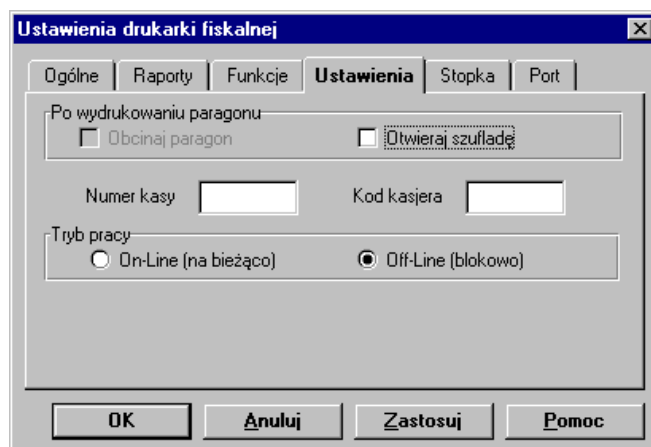 Ustawienia drukarki fiskalnej
Ogólne Raporty Funkcje Ustawienia Stopka Port
Po wydrukowaniu paragonu
Obcinaj paragon Otwieraj szufladę
Numer kasy Kod kasjera
Tryb pracy
On-Line (na bieżąco) Off-Line (blokowo)
OK Anuluj Zastosuj Pomoc